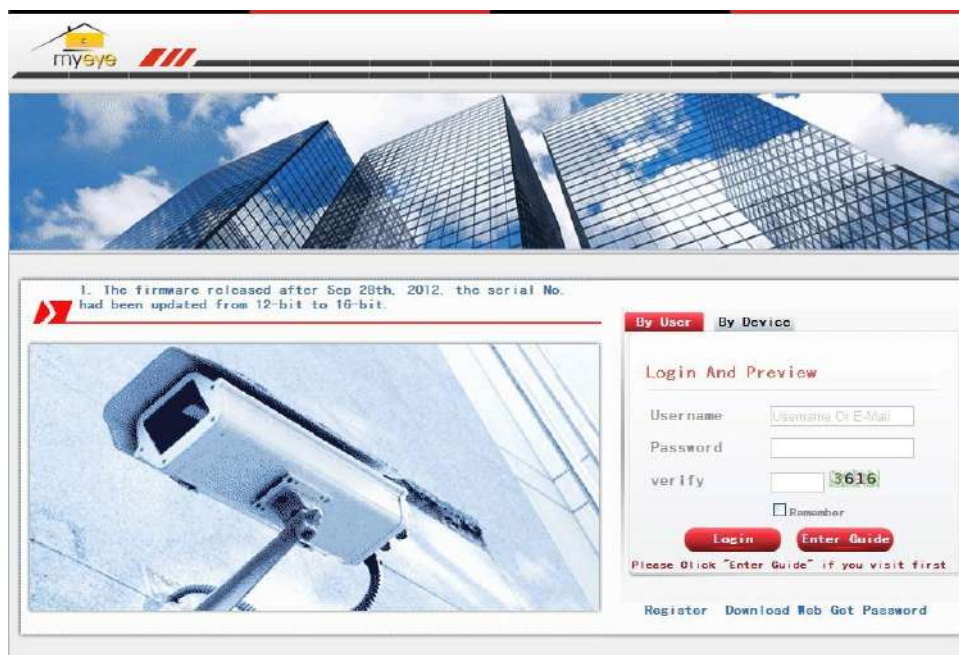 myeye
1. The firmware released after Sep 28th, 2012, the serial No.
had been updated from 12-bit to 16-bit.
By User By Device
Login And Preview
Username Username Or E-Mail
Password
verify 3616
Remember
Login Enter Guide
Please Click "Enter Guide" if you visit first
Register Download Web Get Password